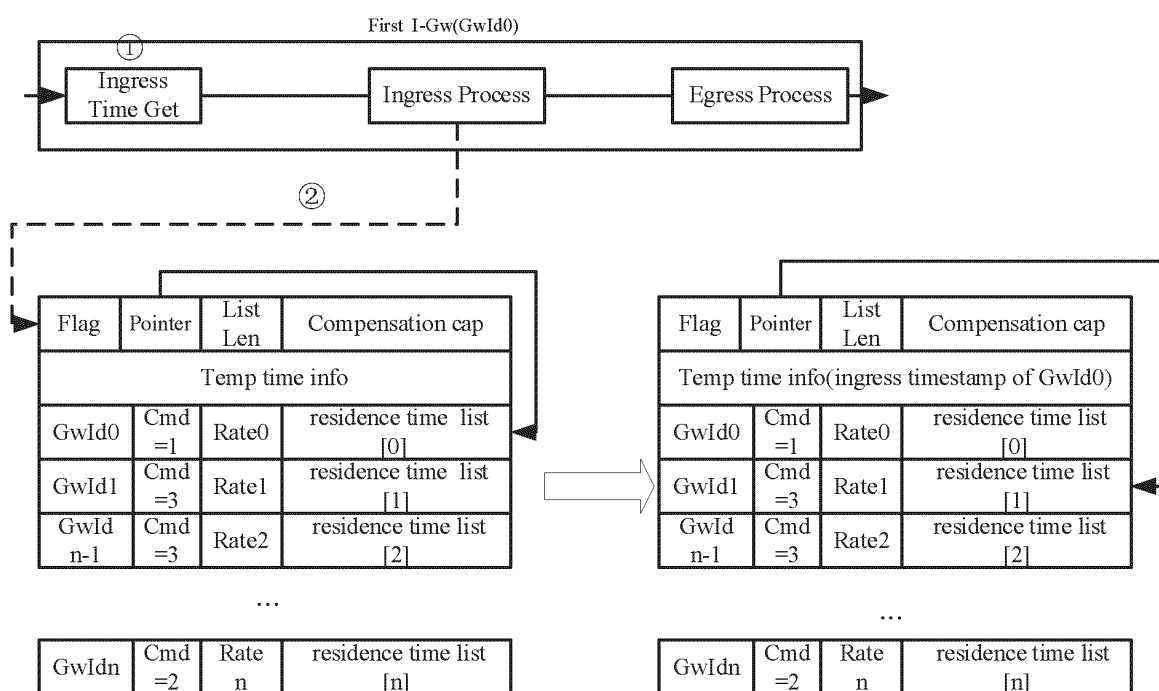 First I-Gw(GwId0)
①
Ingress
Time Get
Ingress Process
Egress Process
②
Flag
Pointer
List
Len
Compensation cap
Temp time info
GwId0
Cmd
=1
Rate0
residence time list
[0]
GwId1
Cmd
=3
Rate1
residence time list
[1]
GwId
n-1
Cmd
=3
Rate2
residence time list
[2]
...
GwIdn
Cmd
=2
Rate
n
residence time list
[n]
Flag
Pointer
List
Len
Compensation cap
Temp time info(ingress timestamp of GwId0)
GwId0
Cmd
=1
Rate0
residence time list
[0]
GwId1
Cmd
=3
Rate1
residence time list
[1]
GwId
n-1
Cmd
=3
Rate2
residence time list
[2]
...
GwIdn
Cmd
=2
Rate
n
residence time list
[n]